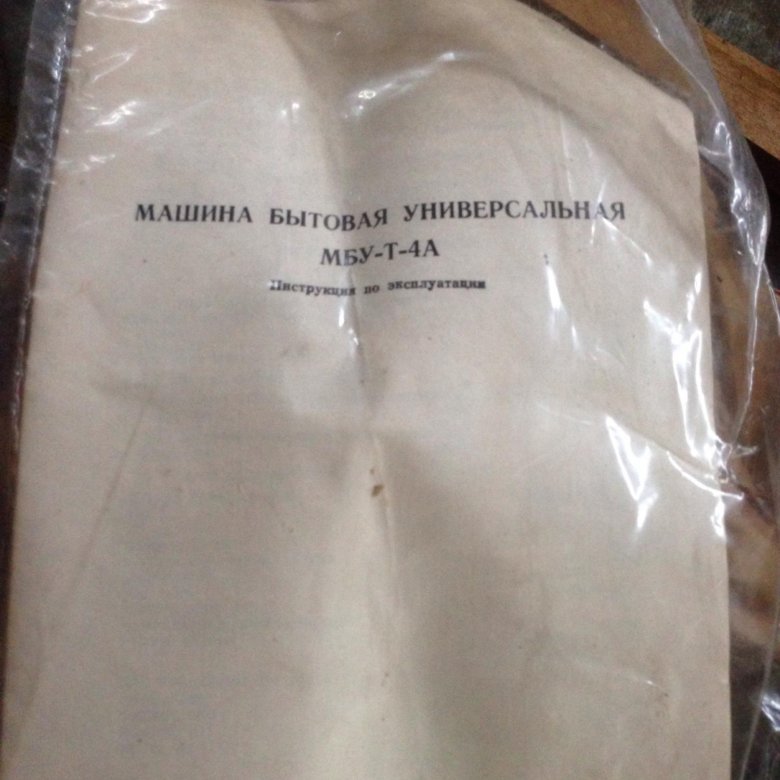 МАШИНА БЫТОВАЯ УНИВЕРСАЛЬНАЯ
МБУ-Т-4А
Инструкция по эксплуатации